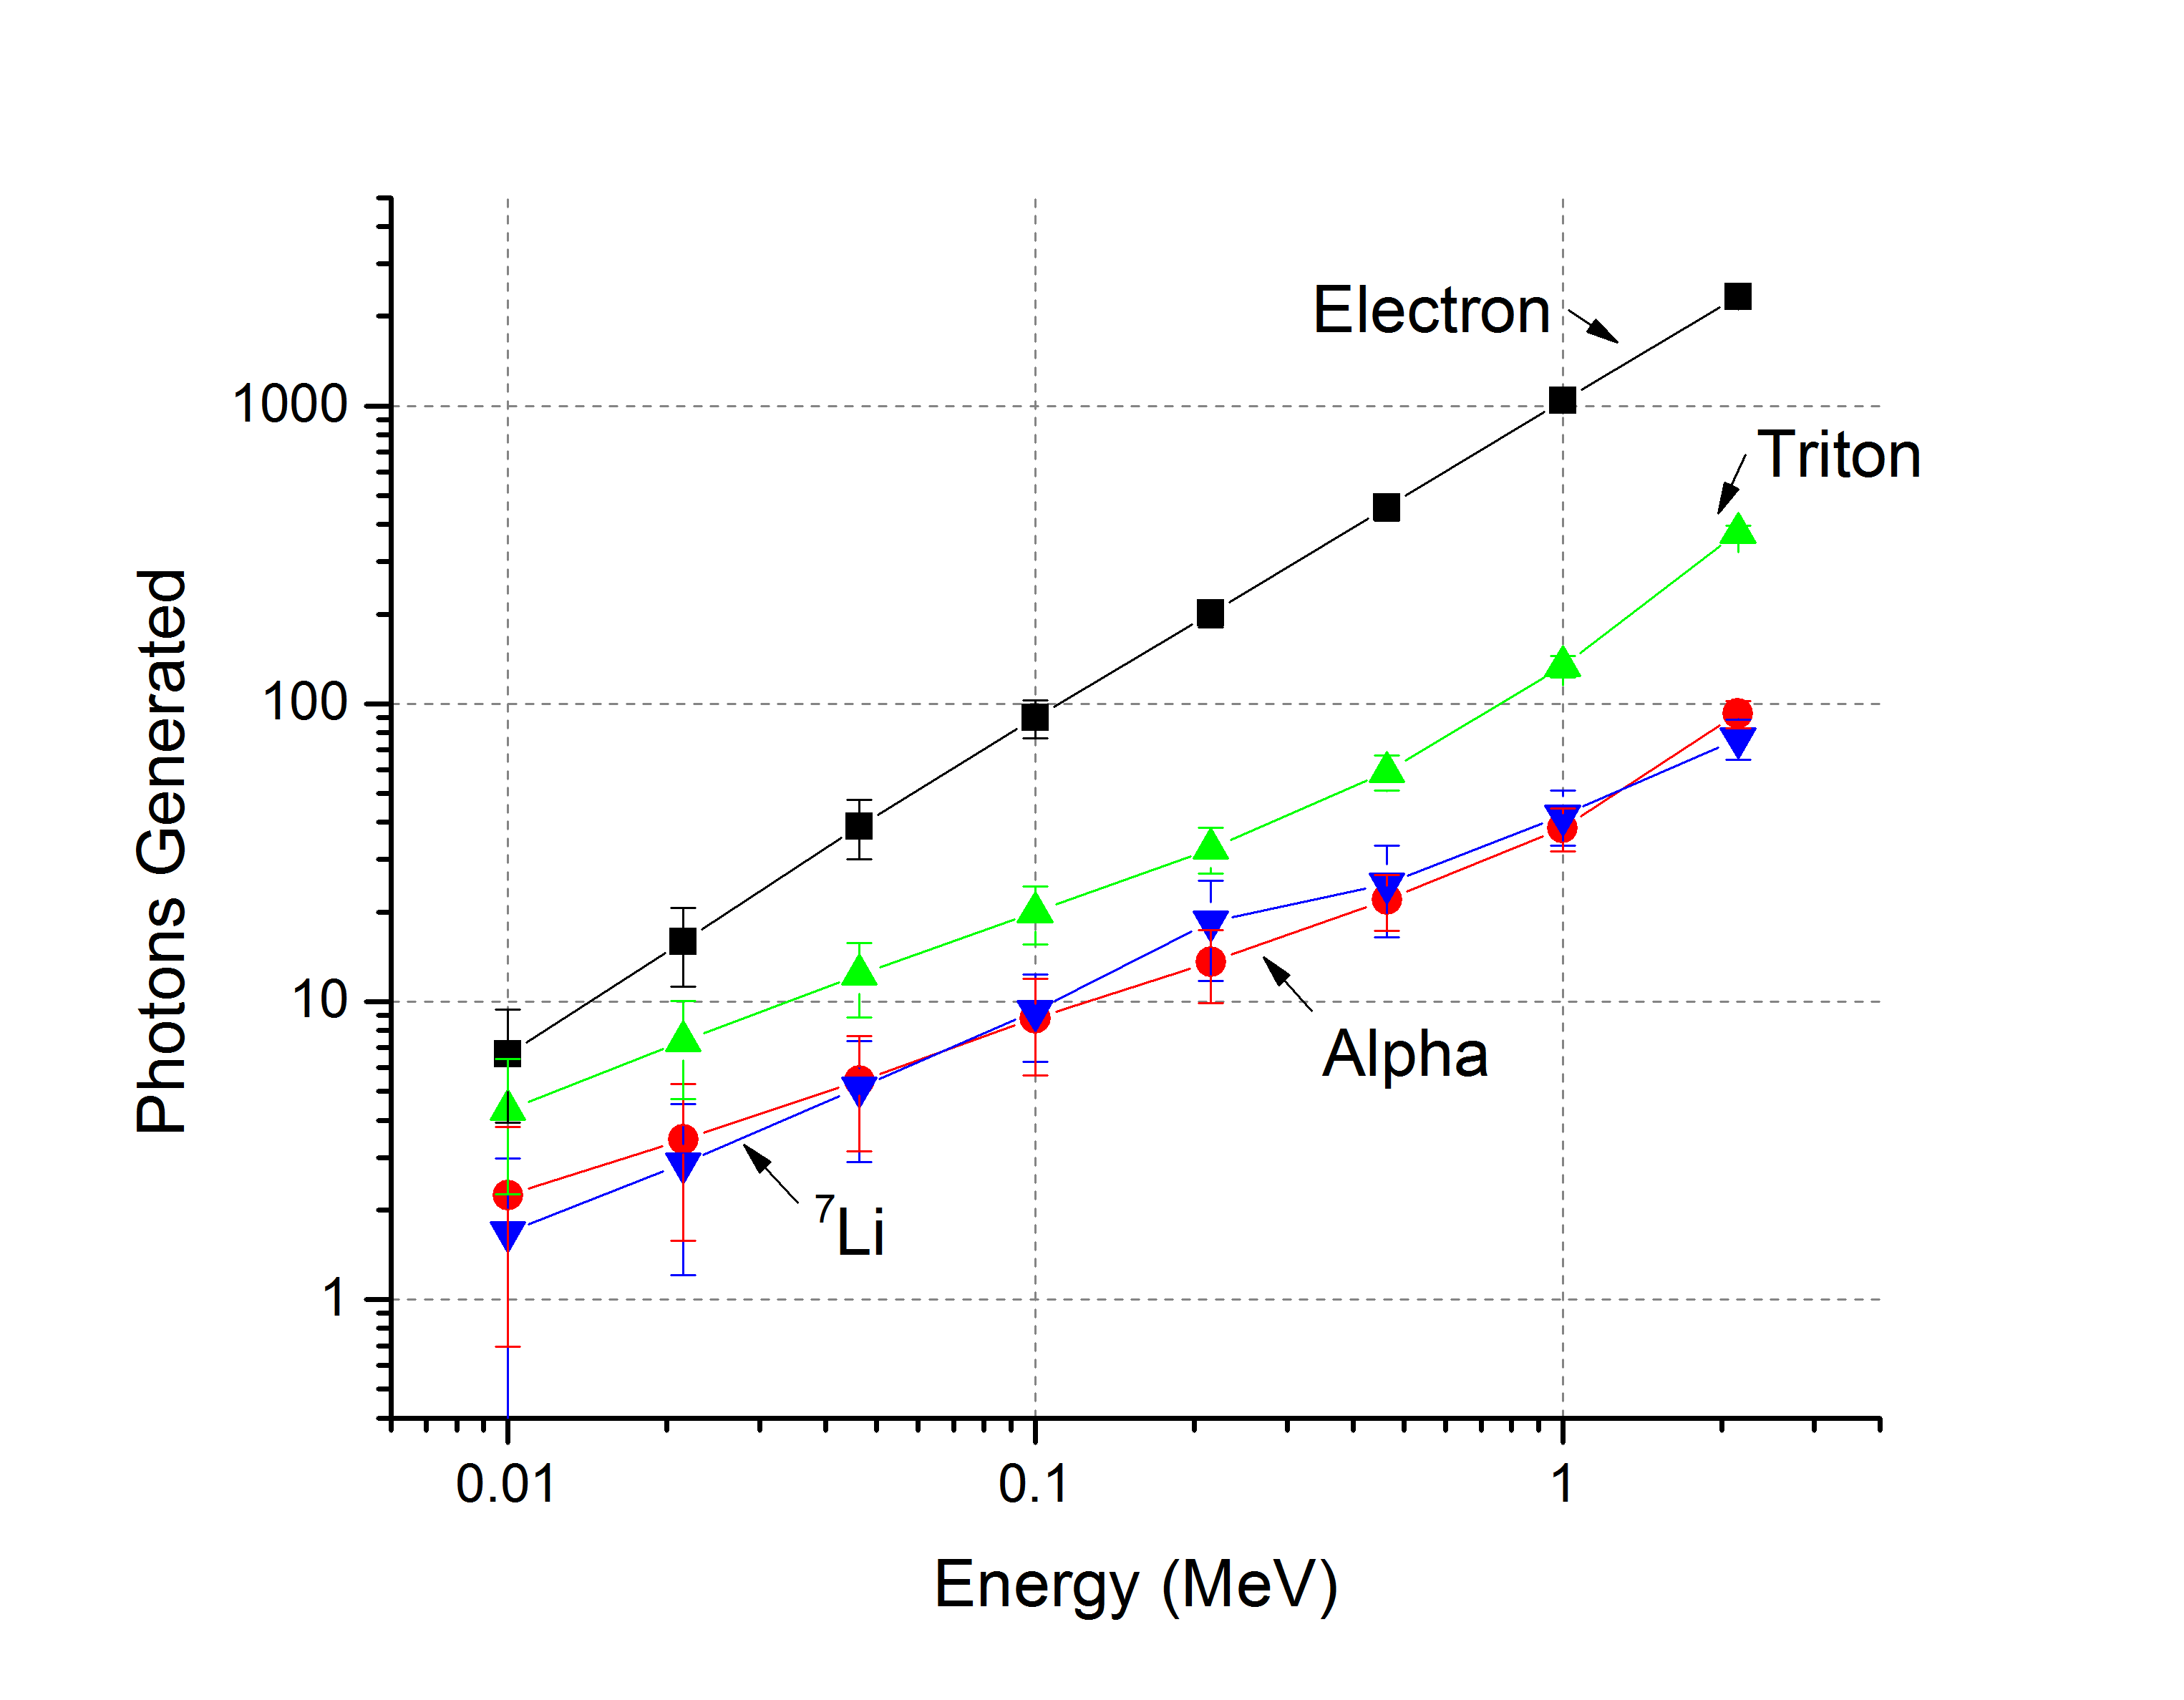 Electron
1000
Triton
100
Photons Generated
10
Alpha
⁷Li
1
0.01
0.1
1
Energy (MeV)